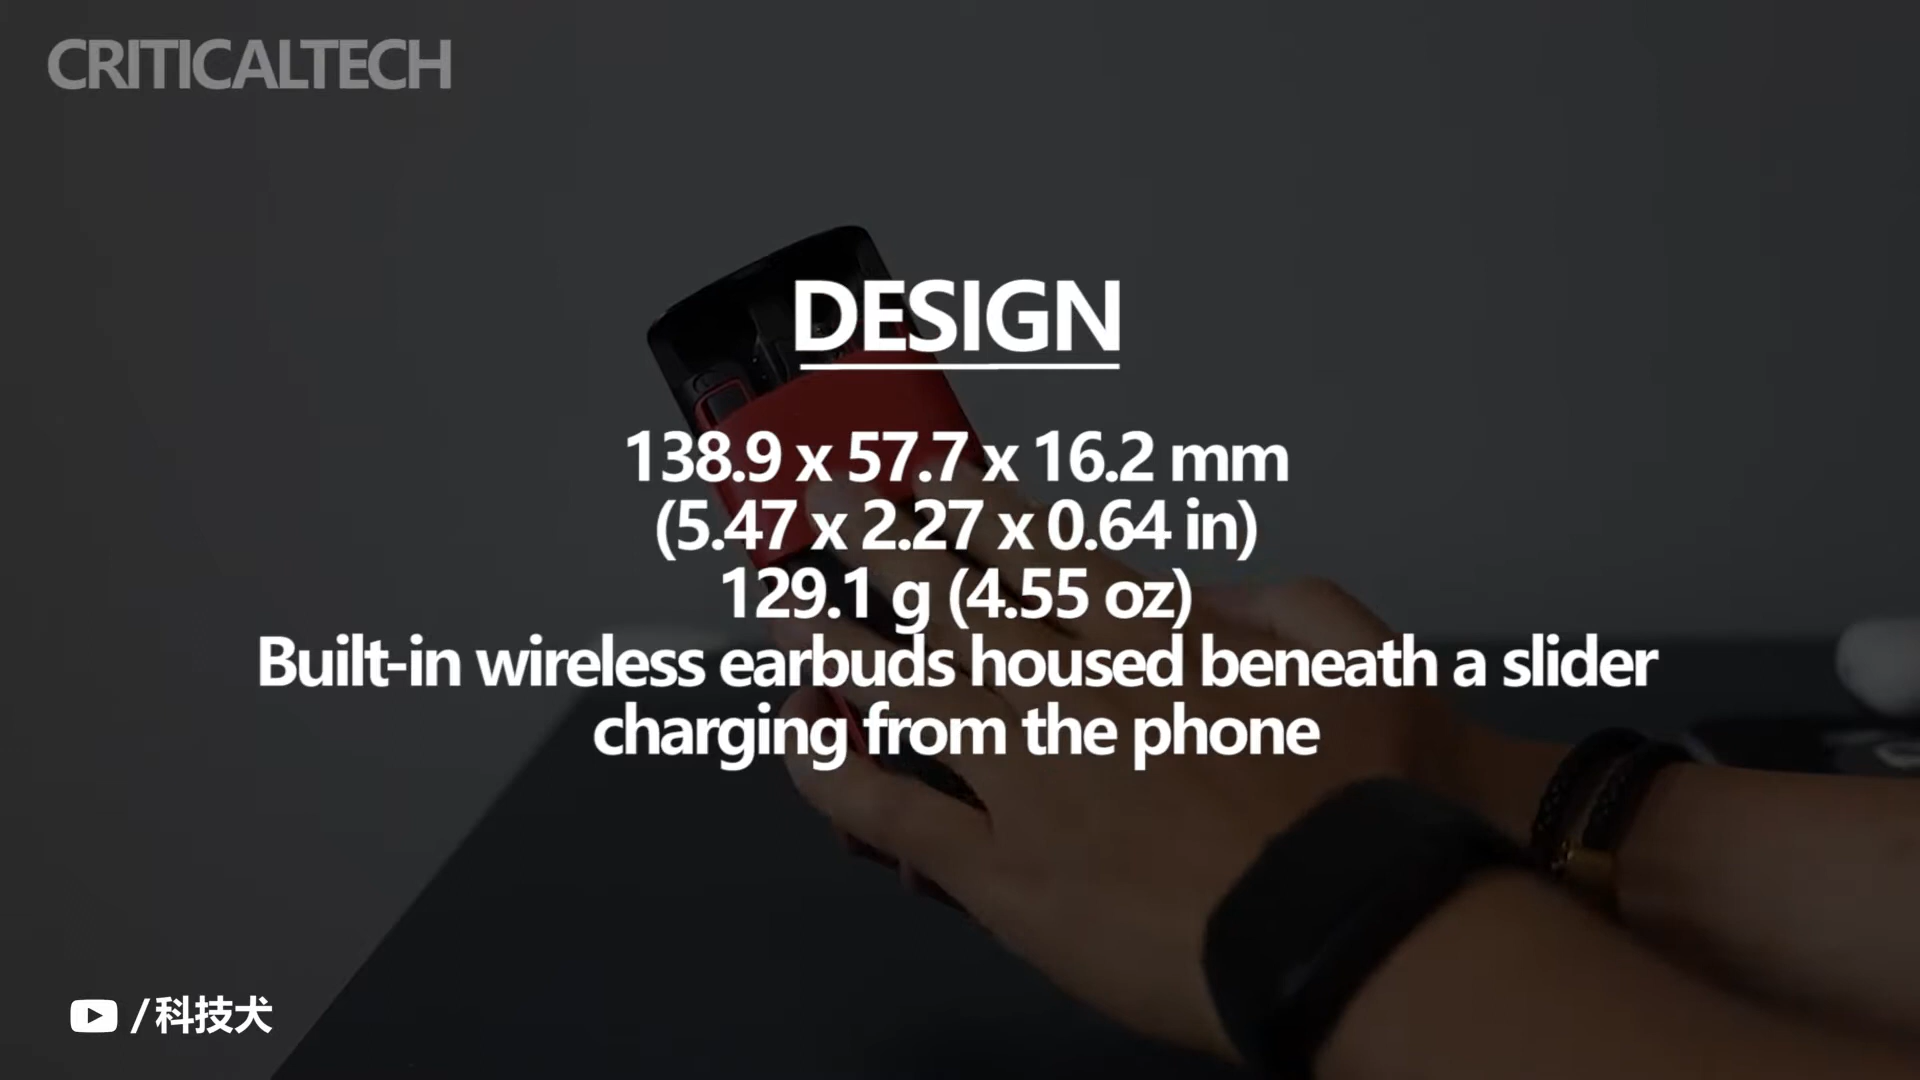 CRITICALTECH
DESIGN
138.9 x 57.7 x 16.2 mm
(5.47 x 2.27 x 0.64 in)
129.1 g (4.55 oz)
Built-in wireless earbuds housed beneath a slider
charging from the phone
/科技犬